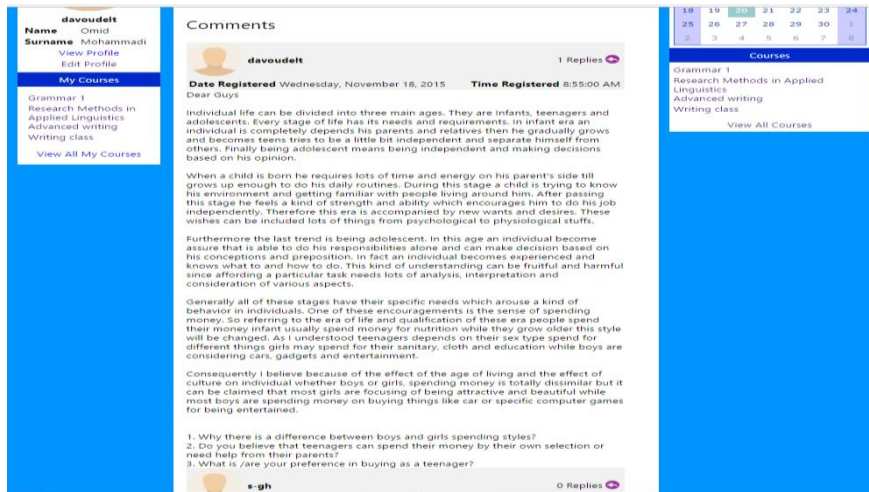 davoudelt
Name Omid
Surname Mohammadi
View Profile
Edit Profile
My Courses
Grammar 1
Research Methods in
Applied Linguistics
Advanced writing
Writing class
View All My Courses
Comments
davoudelt
1 Replies
Date Registered Wednesday, November 18, 2015 Time Registered 8:55:00 AM
Dear Guys
Individual life can be divided into three main ages. They are Infants, teenagers and
adolescents. Every stage of life has its needs and requirements. In infant era an
individual is completely depends his parents and relatives then he gradually grows
and becomes teens tries to be a little bit independent and separate himself from
others. Finally being adolescent means being independent and making decisions
based on his opinion.
When a child is born he requires lots of time and energy on his parent's side till
grows up enough to do his daily routines. During this stage a child is trying to know
his environment and getting familiar with people living around him. After passing
this stage he feels a kind of strength and ability which encourages him to do his job
independently. Therefore this era is accompanied by new wants and desires. These
wishes can be included lots of things from psychological to physiological stuffs.
Furthermore the last trend is being adolescent. In this age an individual become
assure that is able to do his responsibilities alone and can make decision based on
his conceptions and preposition. In fact an individual becomes experienced and
knows what to and how to do. This kind of understanding can be fruitful and harmful
since affording a particular task needs lots of analysis, interpretation and
consideration of various aspects.
Generally all of these stages have their specific needs which arouse a kind of
behavior in individuals. One of these encouragements is the sense of spending
money. So referring to the era of life and qualification of these era people spend
their money infant usually spend money for nutrition while they grow older this style
will be changed. As I understood teenagers depends on their sex type spend for
different things girls may spend for their sanitary, cloth and education while boys are
considering cars, gadgets and entertainment.
Consequently I believe because of the effect of the age of living and the effect of
culture on individual whether boys or girls, spending money is totally dissimilar but it
can be claimed that most girls are focusing of being attractive and beautiful while
most boys are spending money on buying things like car or specific computer games
for being entertained.
1. Why there is a difference between boys and girls spending styles?
2. Do you believe that teenagers can spend their money by their own selection or
need help from their parents?
3. What is /are your preference in buying as a teenager?
s-gh
0 Replies
18 19 20 21 22 23 24
25 26 27 28 29 30 1
2 3 4 5 6 7 8
Courses
Grammar 1
Research Methods in Applied
Linguistics
Advanced writing
Writing class
View All Courses